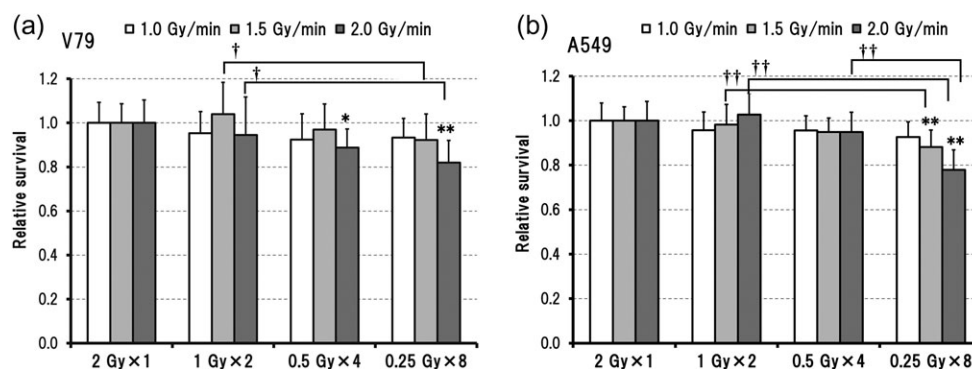 (a) V79
1.0 Gy/min 1.5 Gy/min 2.0 Gy/min
† 
†
1.2
1.0
0.8
0.6
0.4
0.2
0.0
Relative survival
* **
2 Gy×1 1 Gy×2 0.5 Gy×4 0.25 Gy×8
(b) A549
1.0 Gy/min 1.5 Gy/min 2.0 Gy/min
††
†† ††
1.2
1.0
0.8
0.6
0.4
0.2
0.0
Relative survival
** **
2 Gy×1 1 Gy×2 0.5 Gy×4 0.25 Gy×8